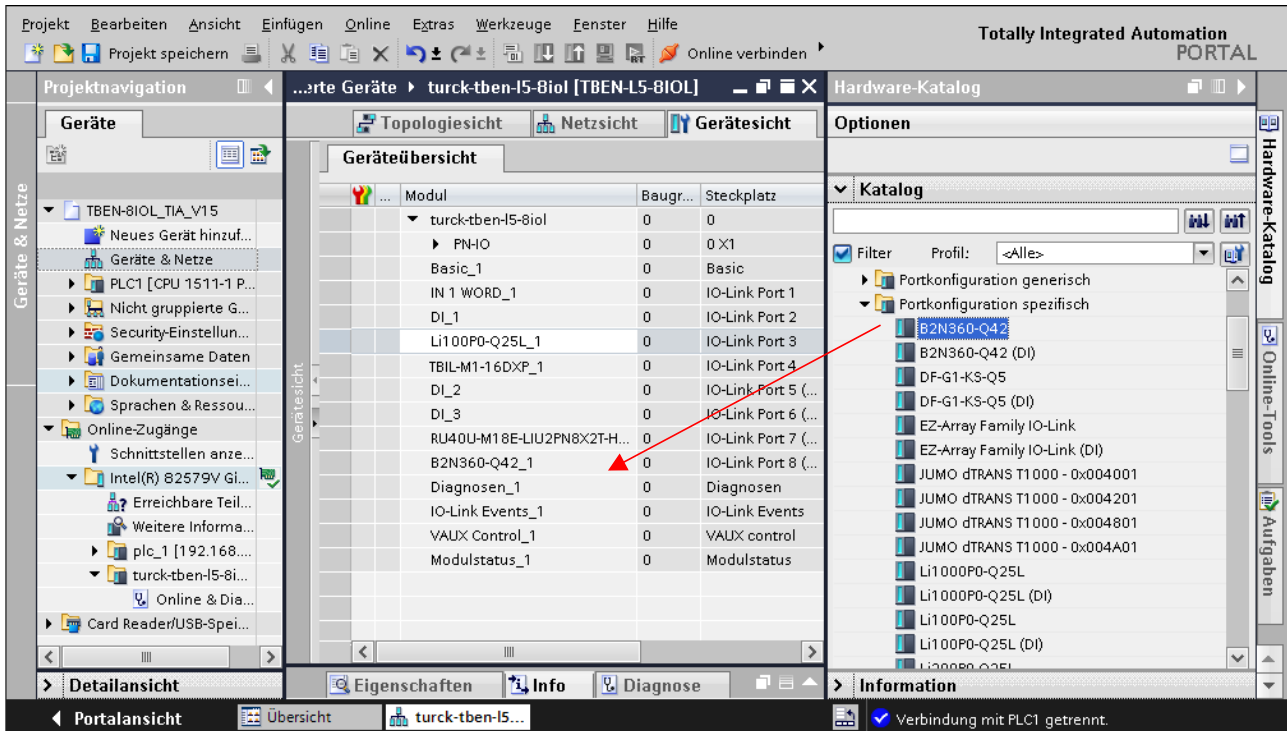 Projekt Bearbeiten Ansicht Einfügen Online Extras Werkzeuge Fenster Hilfe
Totally Integrated Automation
PORTAL
Projekt speichern
Online verbinden
Projektnavigation
Geräte
Geräte & Netze
TBEN-8IOL_TIA_V15
Neues Gerät hinzuf...
Geräte & Netze
PLC1 [CPU 1511-1 P...
Nicht gruppierte G...
Security-Einstellun...
Gemeinsame Daten
Dokumentationsei...
Sprachen & Ressou...
Online-Zugänge
Schnittstellen anze...
Intel(R) 82579V Gi...
Erreichbare Teil...
Weitere Informa...
plc_1 [192.168....
turck-tben-l5-8i...
Online & Dia...
Card Reader/USB-Spei...
Detailansicht
...erte Geräte turck-tben-l5-8iol [TBEN-L5-8IOL]
Topologiesicht Netzsicht Gerätesicht
Geräteübersicht
Gerätesicht
... Modul Baugr... Steckplatz
turck-tben-l5-8iol 0 0
PN-IO 0 0 X1
Basic_1 0 Basic
IN 1 WORD_1 0 IO-Link Port 1
DI_1 0 IO-Link Port 2
Li100P0-Q25L_1 0 IO-Link Port 3
TBIL-M1-16DXP_1 0 IO-Link Port 4
DI_2 0 IO-Link Port 5 (...
DI_3 0 IO-Link Port 6 (...
RU40U-M18E-LIU2PN8X2T-H... 0 IO-Link Port 7 (...
B2N360-Q42_1 0 IO-Link Port 8 (...
Diagnosen_1 0 Diagnosen
IO-Link Events_1 0 IO-Link Events
VAUX Control_1 0 VAUX control
Modulstatus_1 0 Modulstatus
Eigenschaften Info Diagnose
Hardware-Katalog
Optionen
Katalog
Filter Profil: <Alle>
Portkonfiguration generisch
Portkonfiguration spezifisch
B2N360-Q42
B2N360-Q42 (DI)
DF-G1-KS-Q5
DF-G1-KS-Q5 (DI)
EZ-Array Family IO-Link
EZ-Array Family IO-Link (DI)
JUMO dTRANS T1000 - 0x004001
JUMO dTRANS T1000 - 0x004201
JUMO dTRANS T1000 - 0x004801
JUMO dTRANS T1000 - 0x004A01
Li1000P0-Q25L
Li1000P0-Q25L (DI)
Li100P0-Q25L
Li100P0-Q25L (DI)
Information
Hardware-Katalog
Online-Tools
Aufgaben
Portalansicht Übersicht turck-tben-l5... Verbindung mit PLC1 getrennt.